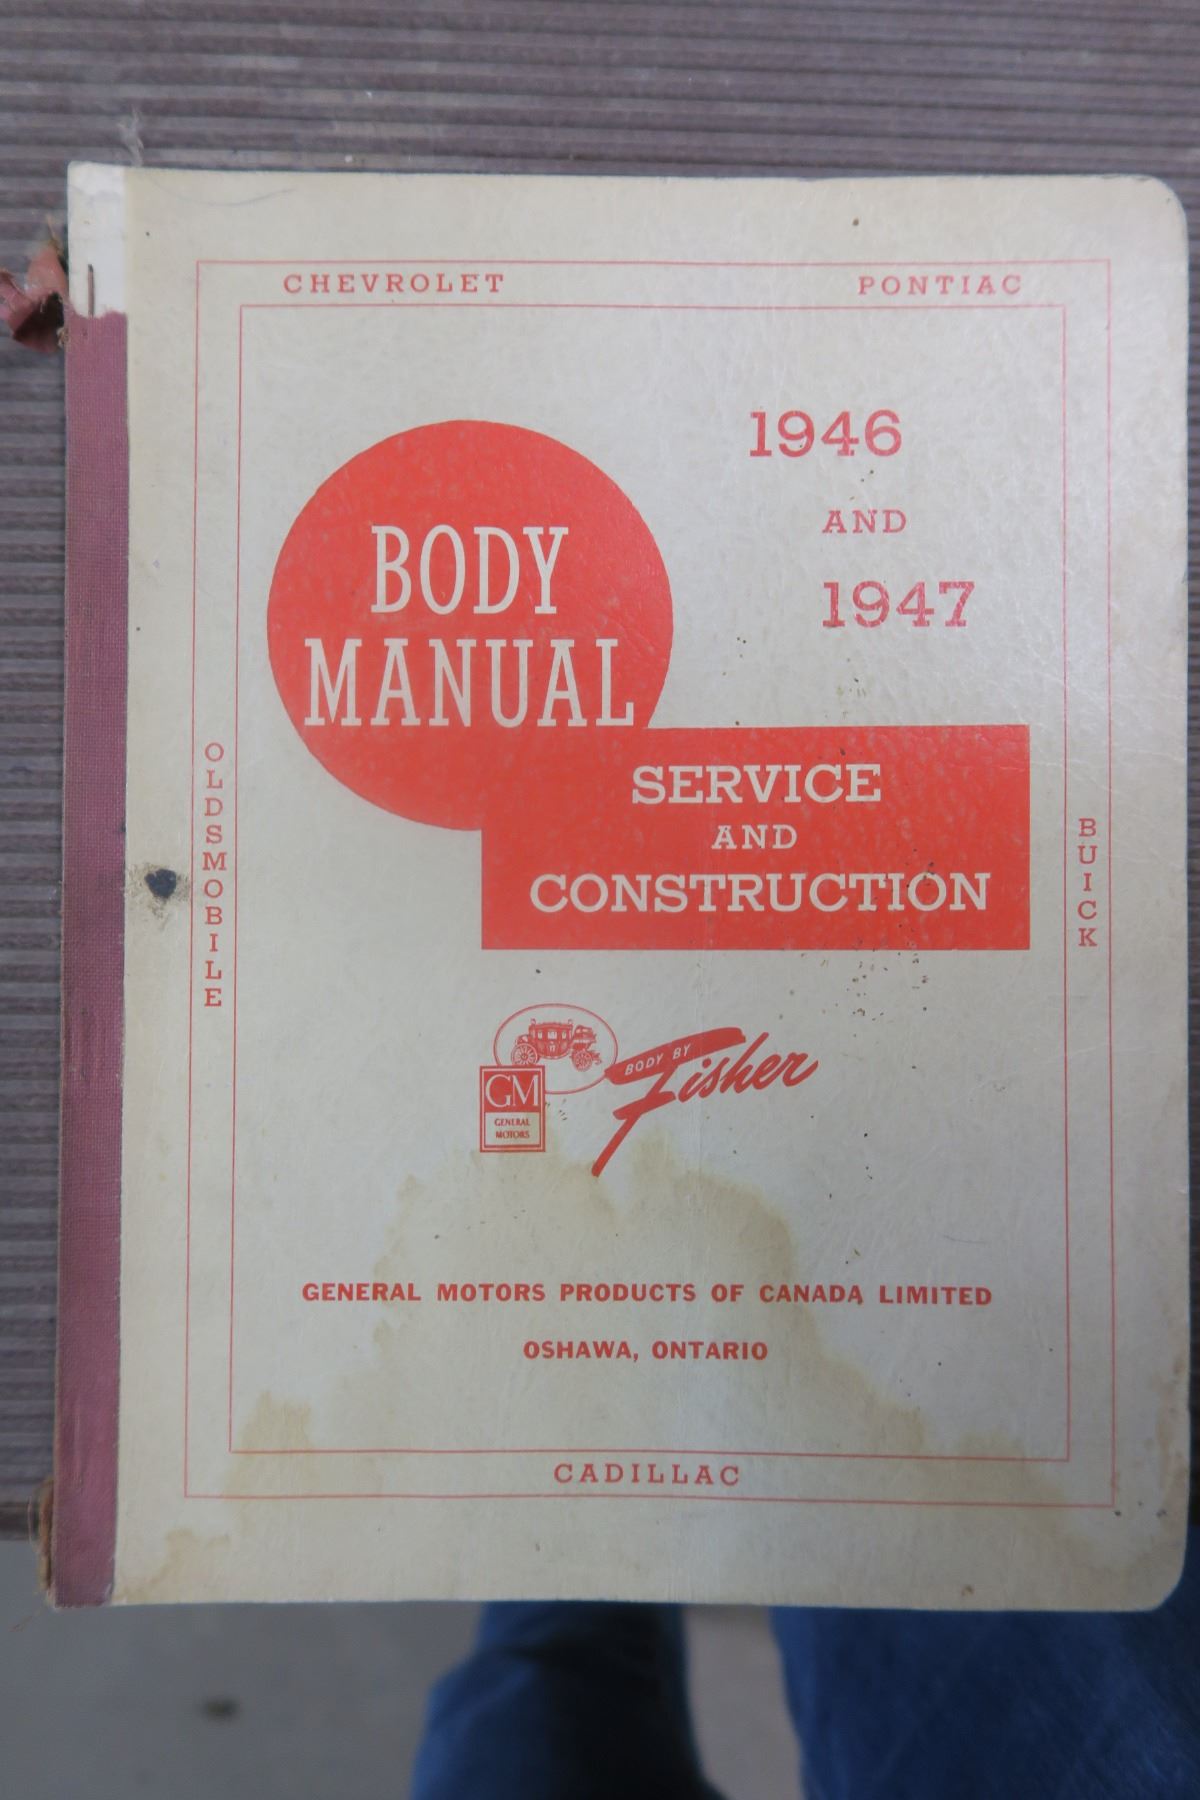 CHEVROLET
PONTIAC
1946
AND
1947
BODY
MANUAL
SERVICE
AND
CONSTRUCTION
OLDSMOBILE
BUICK
BODY BY
Fisher
GM
GENERAL
MOTORS
GENERAL MOTORS PRODUCTS OF CANADA LIMITED
OSHAWA, ONTARIO
CADILLAC